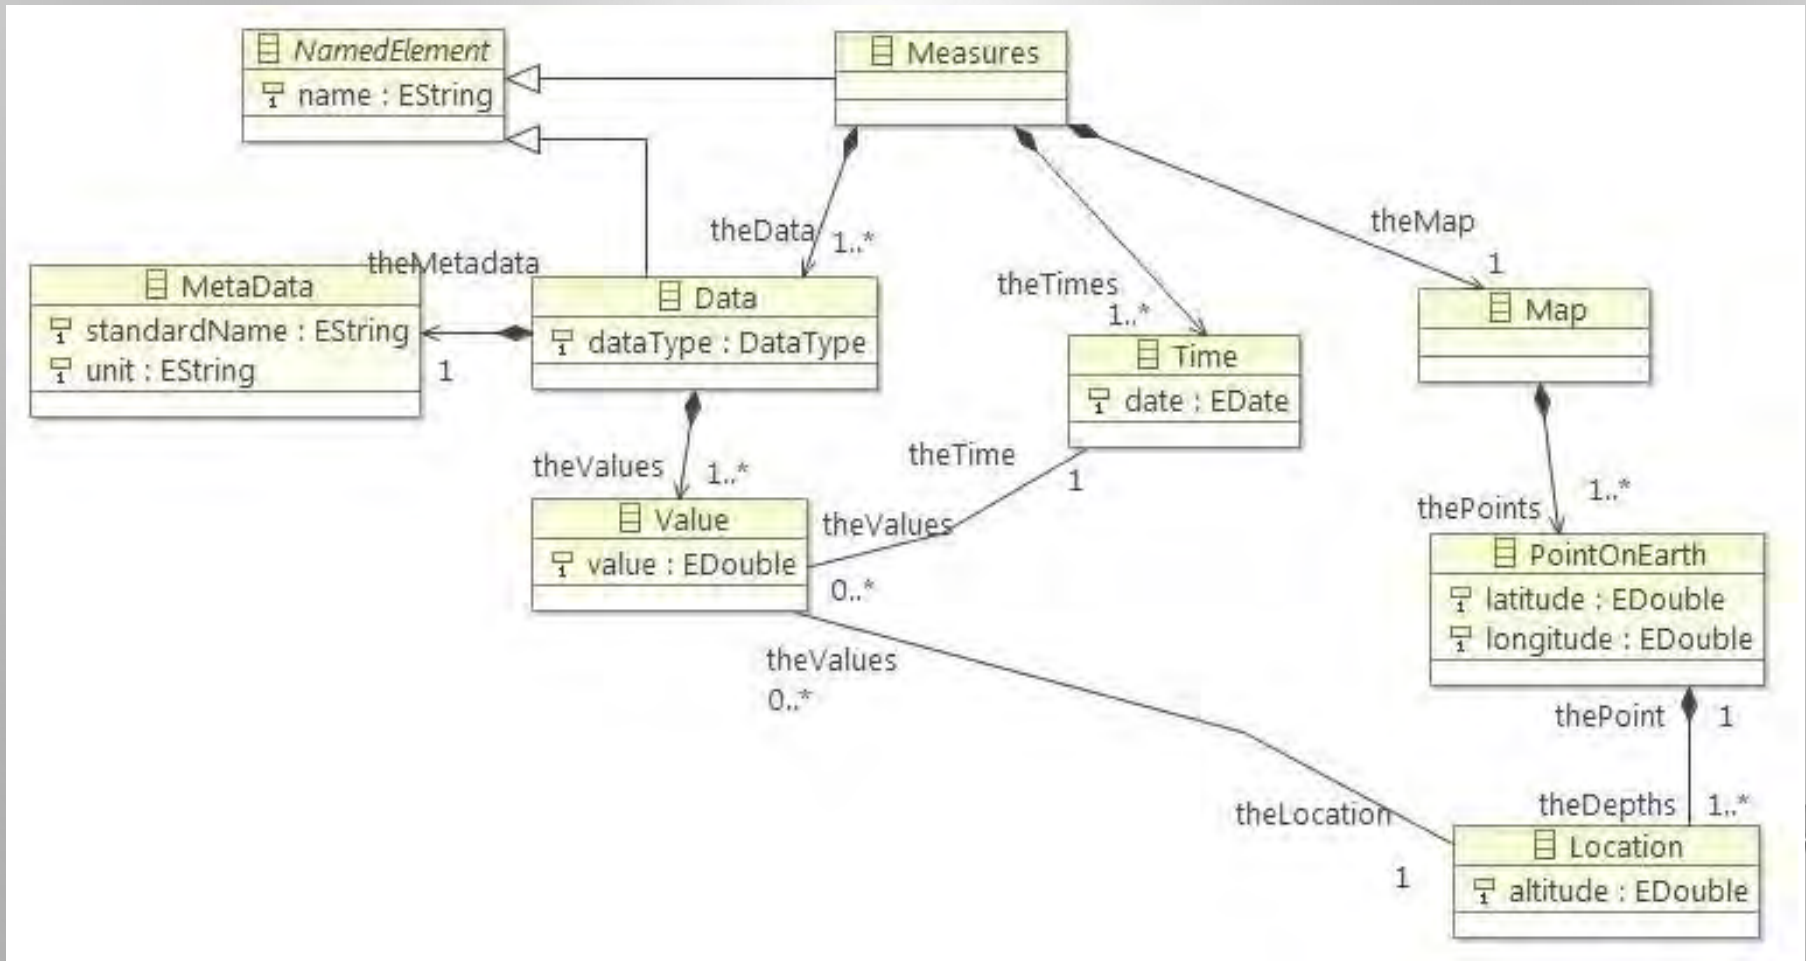 NamedElement
name : EString
Measures
theData
1..*
theTimes
1..*
theMap
1
MetaData
standardName : EString
unit : EString
theMetadata
1
Data
dataType : DataType
Time
date : EDate
Map
theValues
1..*
theTime
1
thePoints
1..*
Value
value : EDouble
theValues
0..*
PointOnEarth
latitude : EDouble
longitude : EDouble
theValues
0..*
thePoint
1
theLocation
1
theDepths
1..*
Location
altitude : EDouble